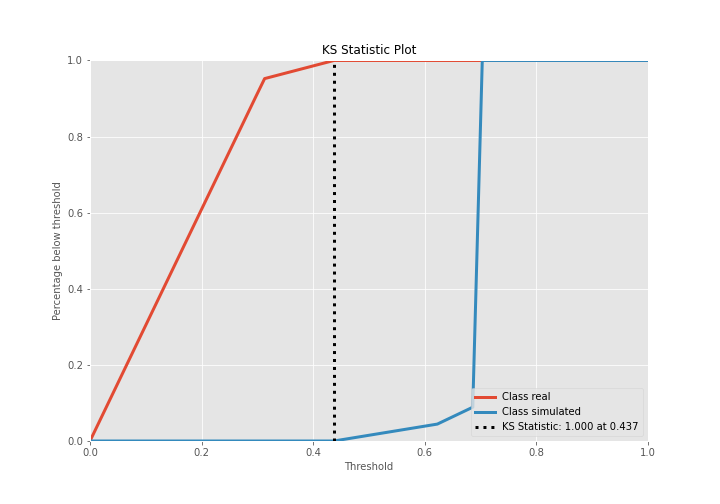 KS Statistic Plot
1.0
0.8
0.6
0.4
0.2
0.0
Percentage below threshold
0.0 0.2 0.4 0.6 0.8 1.0
Threshold
Class real
Class simulated
KS Statistic: 1.000 at 0.437